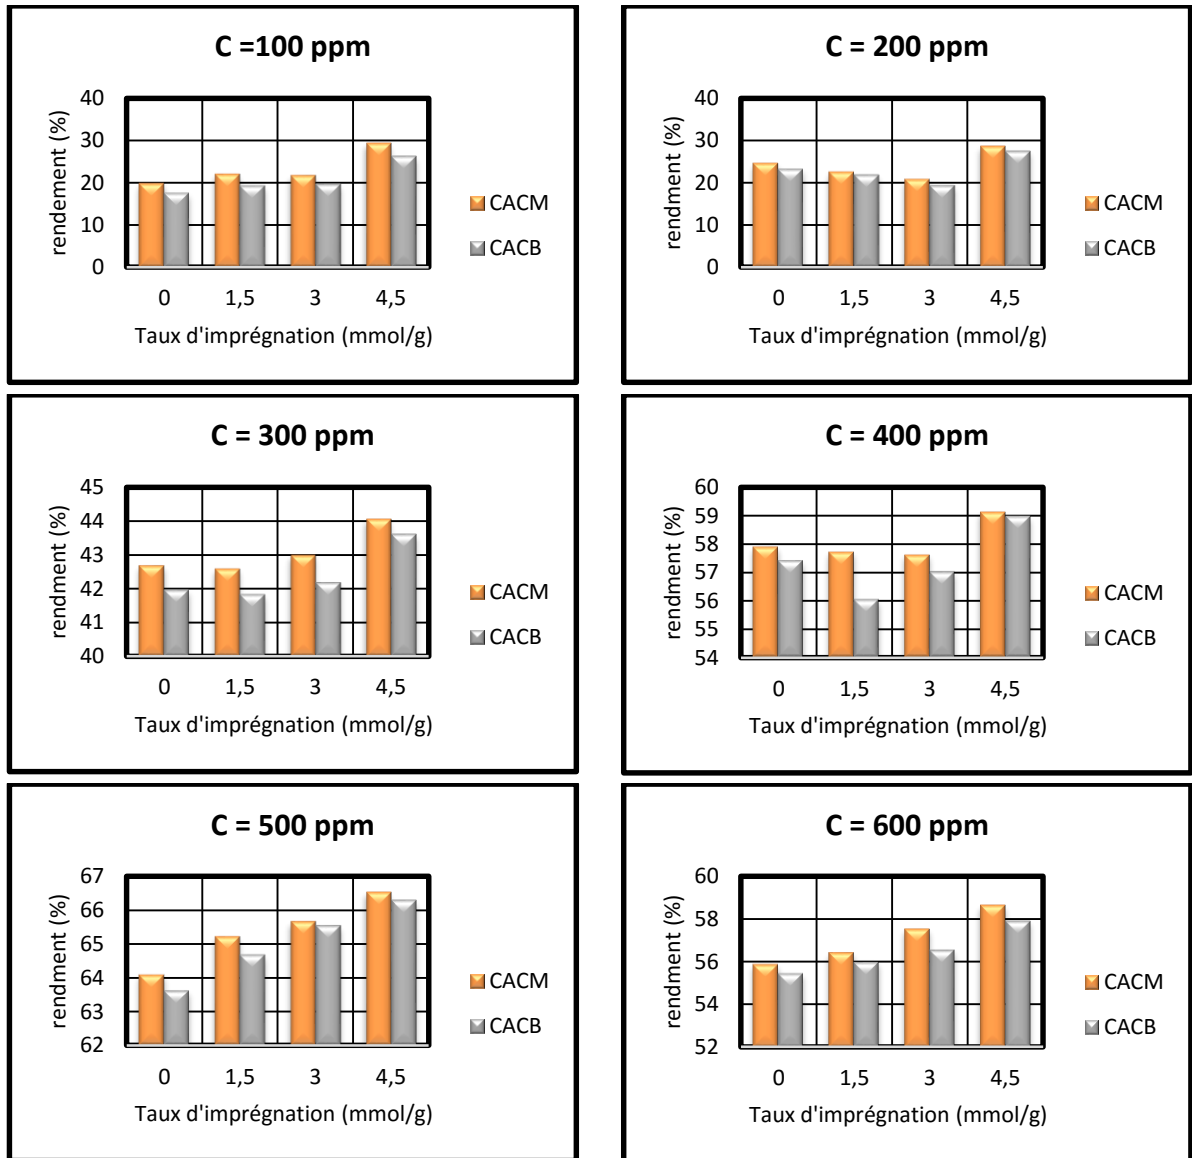 C =100 ppm
rendement (%)
40
30
20
10
0
0 1,5 3 4,5
Taux d'imprégnation (mmol/g)
CACM
CACB
C = 200 ppm
rendment (%)
40
30
20
10
0
0 1,5 3 4,5
Taux d'imprégnation (mmol/g)
CACM
CACB
C = 300 ppm
rendment (%)
45
44
43
42
41
40
0 1,5 3 4,5
Taux d'imprégnation (mmol/g)
CACM
CACB
C = 400 ppm
rendment (%)
60
59
58
57
56
55
54
0 1,5 3 4,5
Taux d'imprégnation (mmol/g)
CACM
CACB
C = 500 ppm
rendment (%)
67
66
65
64
63
62
0 1,5 3 4,5
Taux d'imprégnation (mmol/g)
CACM
CACB
C = 600 ppm
rendment (%)
60
58
56
54
52
0 1,5 3 4,5
Taux d'imprégnation (mmol/g)
CACM
CACB